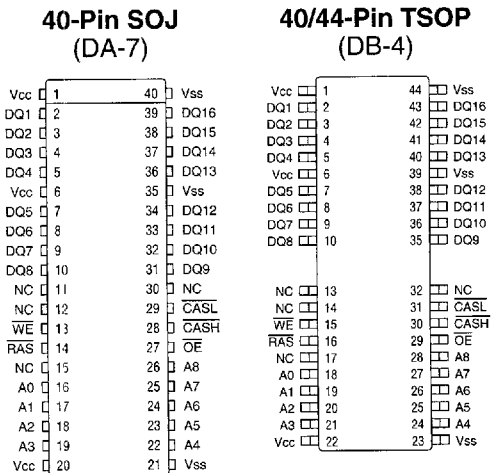 40-Pin SOJ
(DA-7)
Vcc 1 40 Vss
DQ1 2 39 DQ16
DQ2 3 38 DQ15
DQ3 4 37 DQ14
DQ4 5 36 DQ13
Vcc 6 35 Vss
DQ5 7 34 DQ12
DQ6 8 33 DQ11
DQ7 9 32 DQ10
DQ8 10 31 DQ9
NC 11 30 NC
NC 12 29 CASL
WE 13 28 CASH
RAS 14 27 OE
NC 15 26 A8
A0 16 25 A7
A1 17 24 A6
A2 18 23 A5
A3 19 22 A4
Vcc 20 21 Vss
40/44-Pin TSOP
(DB-4)
Vcc 1 44 Vss
DQ1 2 43 DQ16
DQ2 3 42 DQ15
DQ3 4 41 DQ14
DQ4 5 40 DQ13
Vcc 6 39 Vss
DQ5 7 38 DQ12
DQ6 8 37 DQ11
DQ7 9 36 DQ10
DQ8 10 35 DQ9
NC 13 32 NC
NC 14 31 CASL
WE 15 30 CASH
RAS 16 29 OE
NC 17 28 A8
A0 18 27 A7
A1 19 26 A6
A2 20 25 A5
A3 21 24 A4
Vcc 22 23 Vss